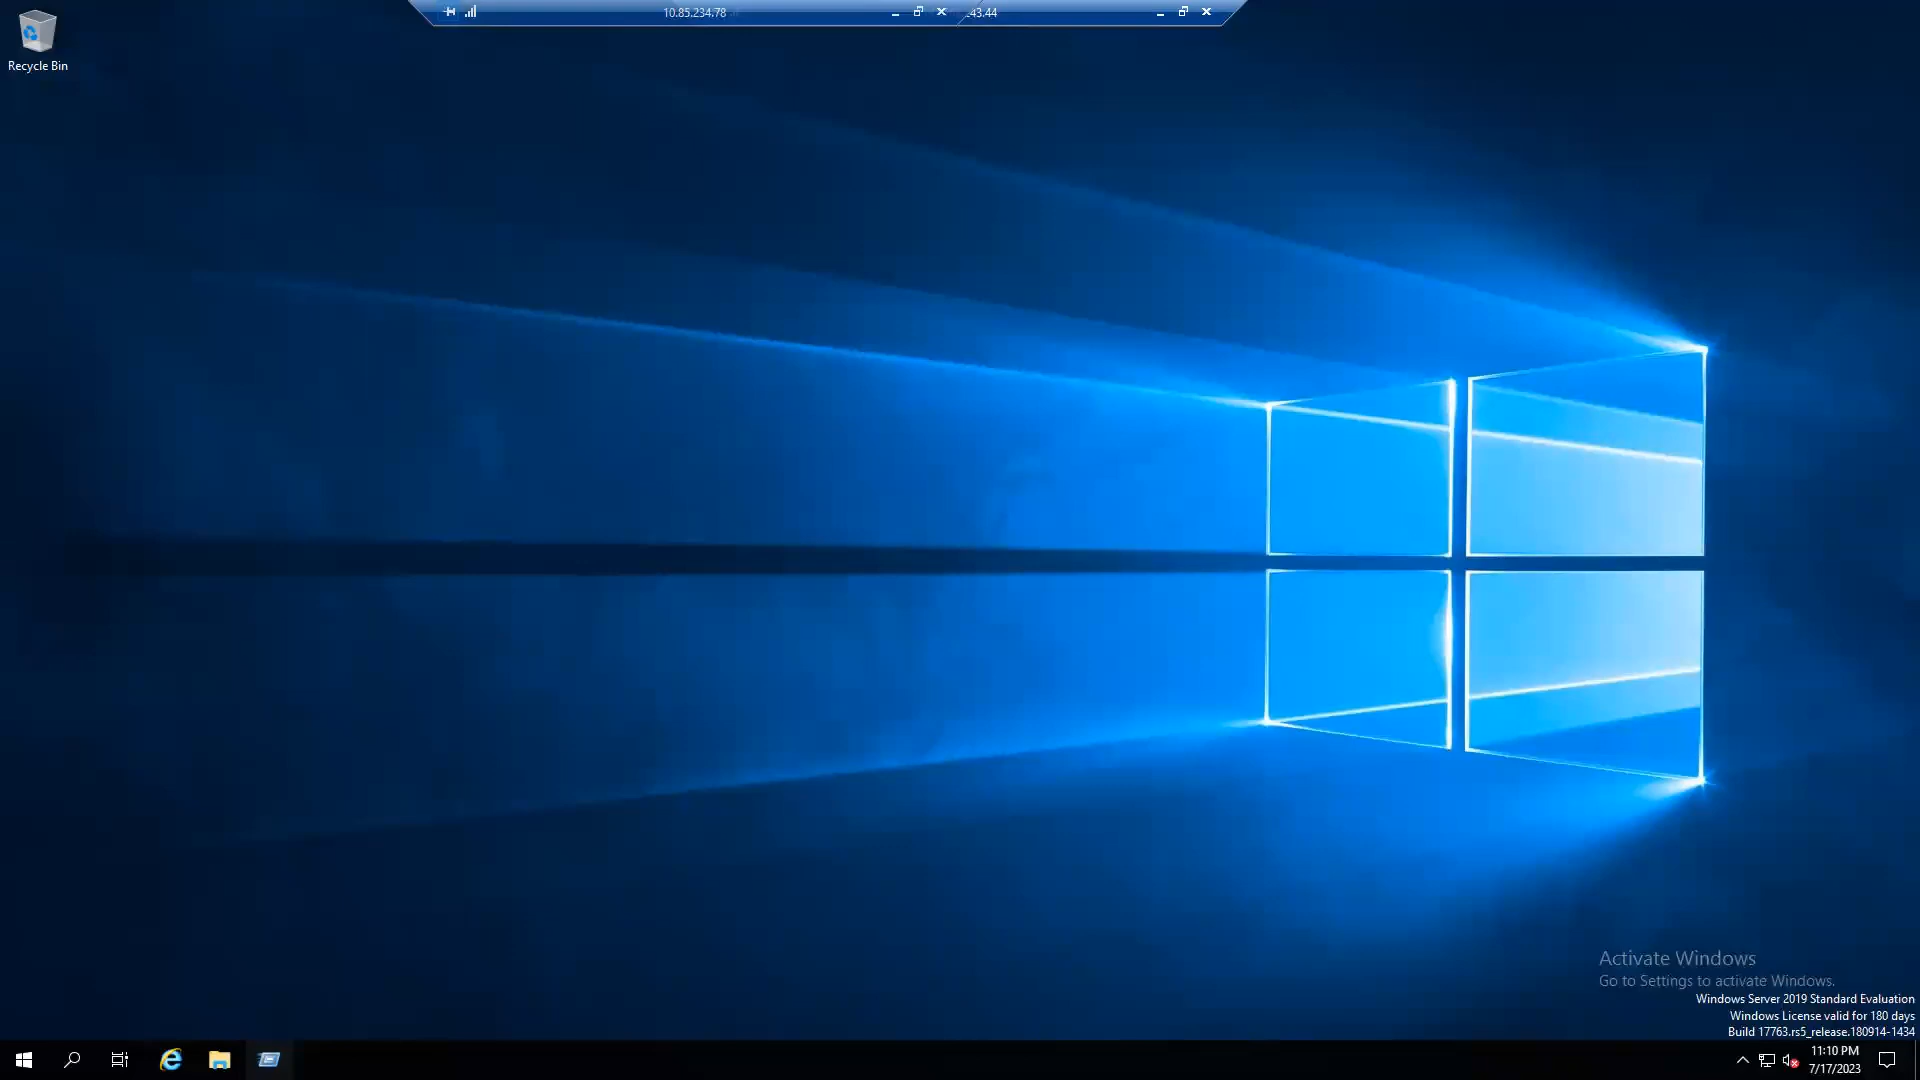 10.85.234.78
.43.44
Recycle Bin
Activate Windows
Go to Settings to activate Windows.
Windows Server 2019 Standard Evaluation
Windows License valid for 180 days
Build 17763.rs5_release.180914-1434
11:10 PM
7/17/2023